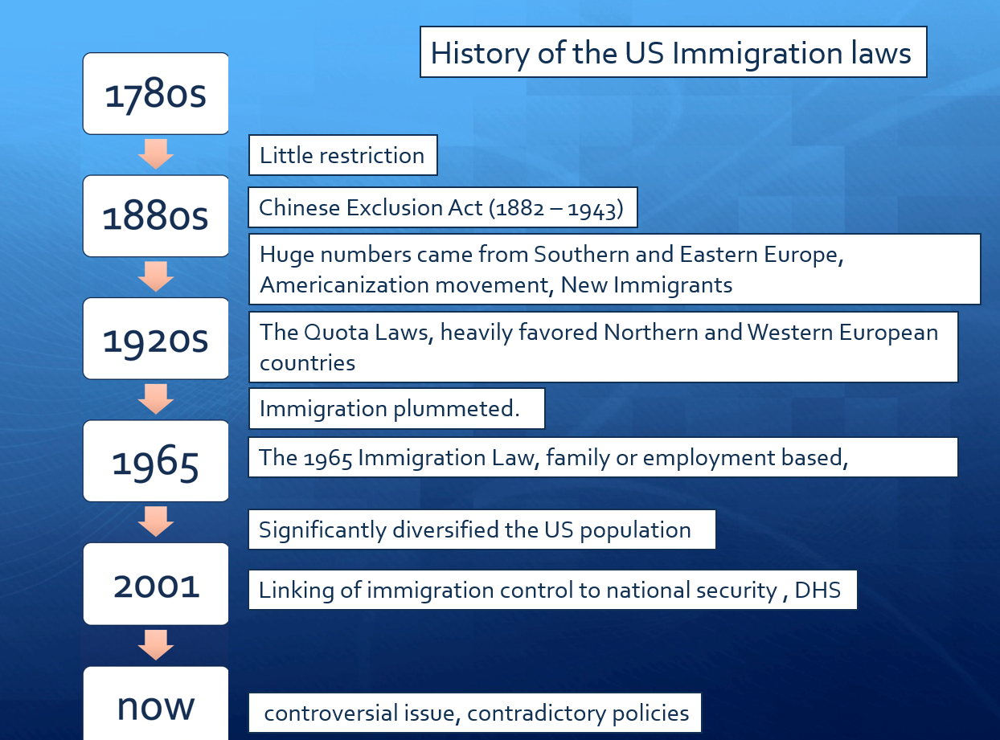 History of the US Immigration laws
1780s
Little restriction
1880s
Chinese Exclusion Act (1882 – 1943)
Huge numbers came from Southern and Eastern Europe,
Americanization movement, New Immigrants
1920s
The Quota Laws, heavily favored Northern and Western European
countries
Immigration plummeted.
1965
The 1965 Immigration Law, family or employment based,
Significantly diversified the US population
2001
Linking of immigration control to national security , DHS
now
controversial issue, contradictory policies